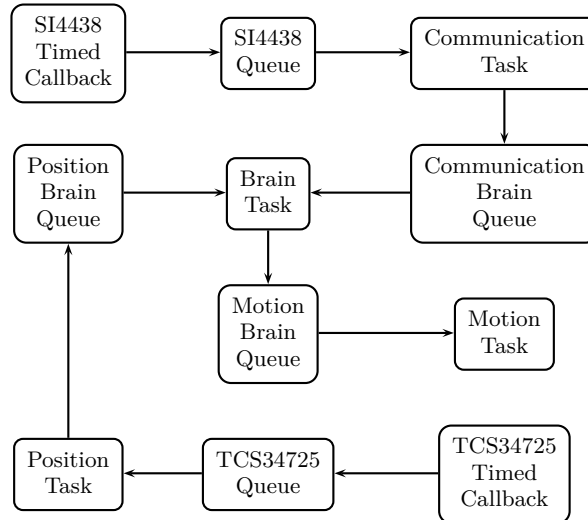 SI4438
Timed
Callback
SI4438
Queue
Communication
Task
Position
Brain
Queue
Brain
Task
Communication
Brain
Queue
Motion
Brain
Queue
Motion
Task
Position
Task
TCS34725
Queue
TCS34725
Timed
Callback